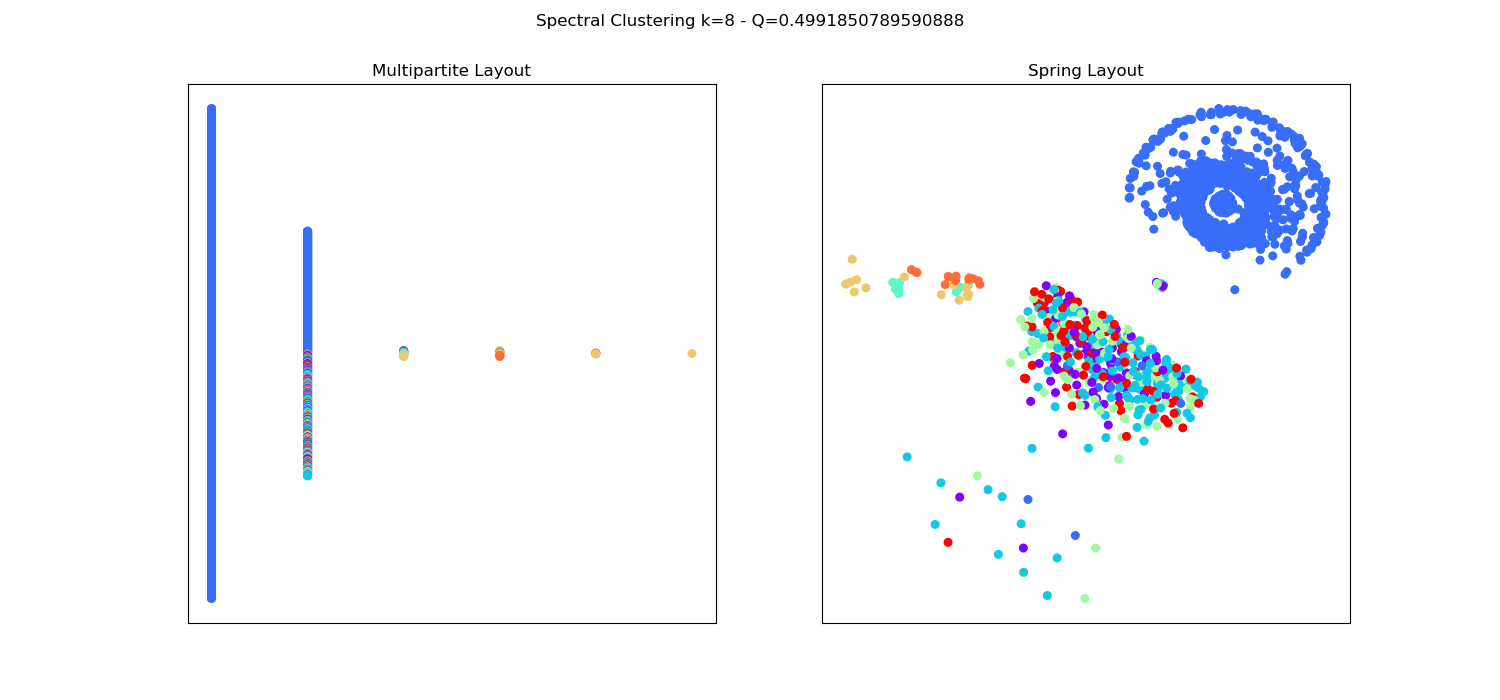 Spectral Clustering k=8 - Q=0.4991850789590888
Multipartite Layout
Spring Layout